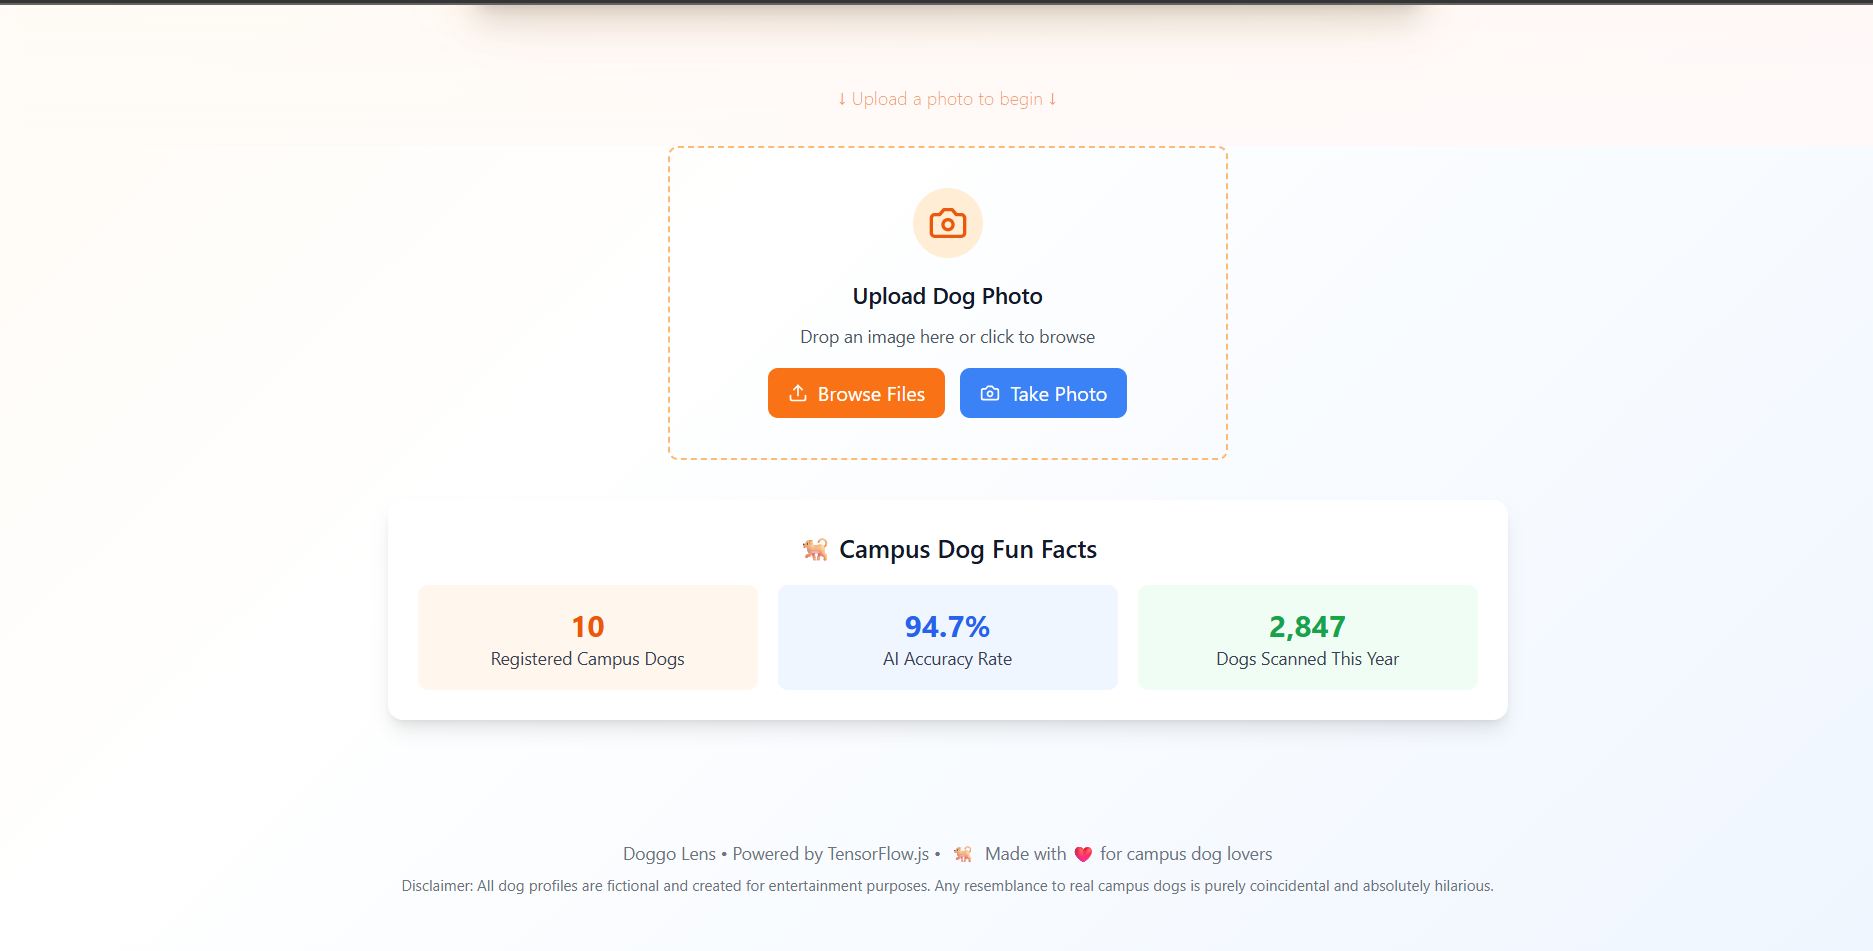 ↓ Upload a photo to begin ↓
Upload Dog Photo
Drop an image here or click to browse
Browse Files
Take Photo
🐕 Campus Dog Fun Facts
10
Registered Campus Dogs
94.7%
AI Accuracy Rate
2,847
Dogs Scanned This Year
Doggo Lens • Powered by TensorFlow.js • 🐕 Made with ❤️ for campus dog lovers
Disclaimer: All dog profiles are fictional and created for entertainment purposes. Any resemblance to real campus dogs is purely coincidental and absolutely hilarious.